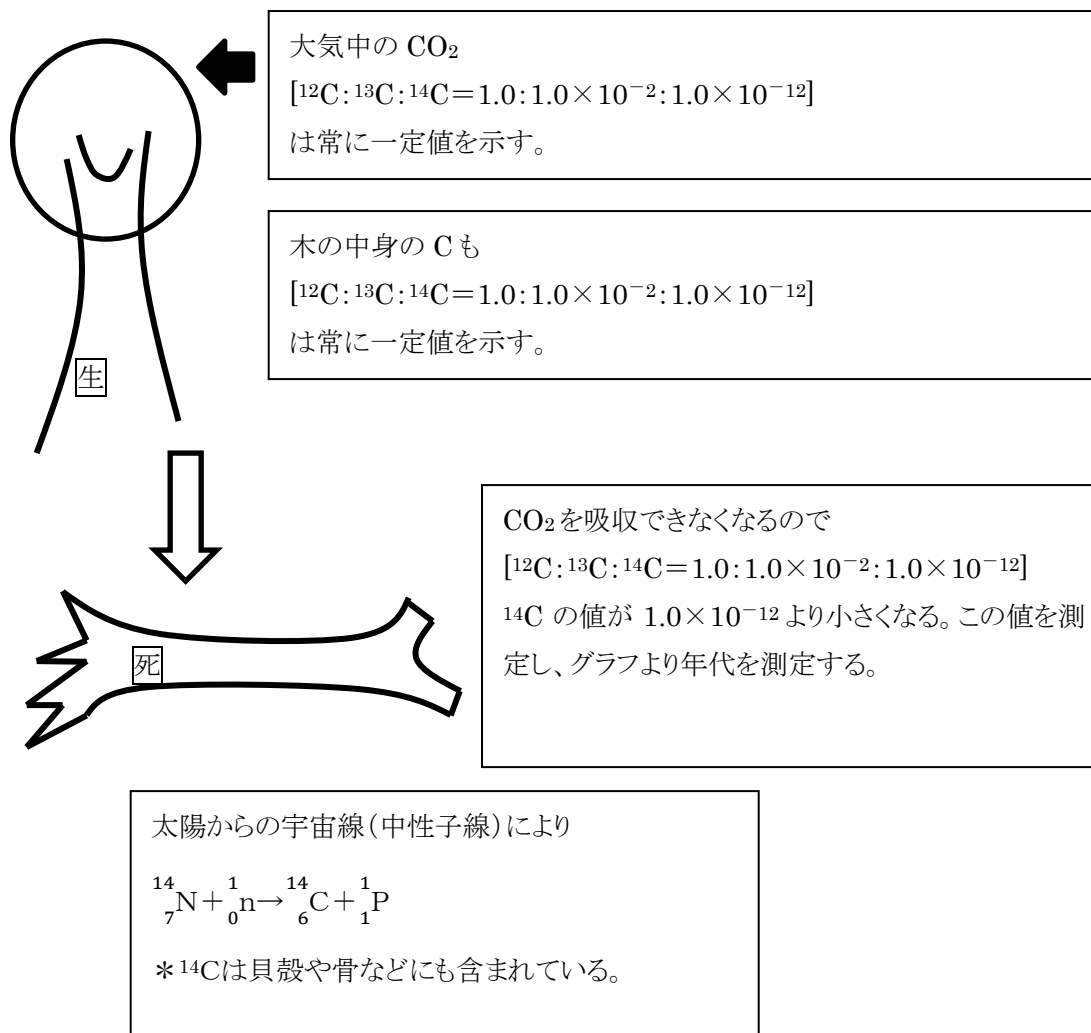 大気中の CO₂
[¹²C:¹³C:¹⁴C=1.0:1.0×10⁻²:1.0×10⁻¹²]
は常に一定値を示す。
木の中身の C も
[¹²C:¹³C:¹⁴C=1.0:1.0×10⁻²:1.0×10⁻¹²]
は常に一定値を示す。
生
CO₂を吸収できなくなるので
[¹²C:¹³C:¹⁴C=1.0:1.0×10⁻²:1.0×10⁻¹²]
¹⁴C の値が 1.0×10⁻¹² より小さくなる。この値を測
定し、グラフより年代を測定する。
死
太陽からの宇宙線(中性子線)により
¹⁴₇N+¹₀n→¹⁴₆C+¹₁P
*¹⁴Cは貝殻や骨などにも含まれている。